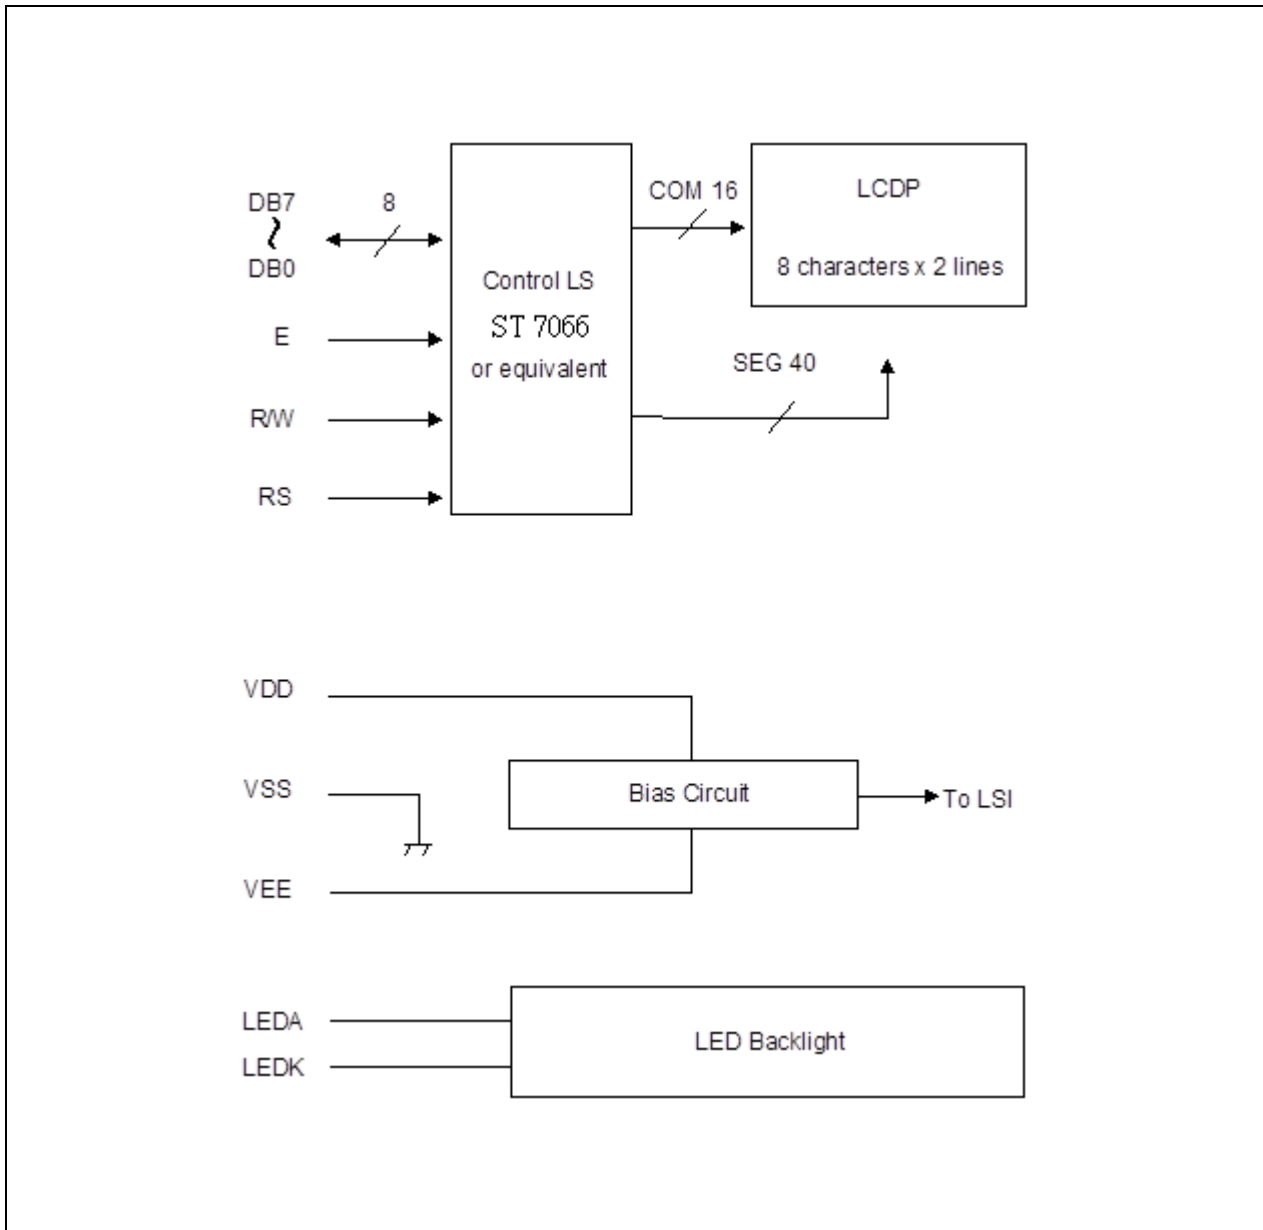 DB7
8
DB0
E
R/W
RS
Control LS
ST 7066
or equivalent
COM 16
LCDP
8 characters x 2 lines
SEG 40
VDD
VSS
VEE
Bias Circuit
To LSI
LEDA
LEDK
LED Backlight